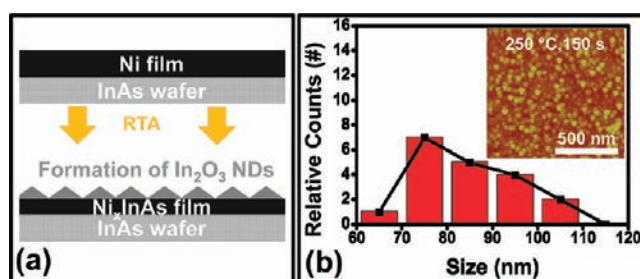 Ni film
InAs wafer
RTA
Formation of In₂O₃ NDs
NiₓInAs film
InAs wafer
(a)
Relative Counts (#)
16
14
12
10
8
6
4
2
0
60 70 80 90 100 110 120
Size (nm)
250 °C,150 s
500 nm
(b)